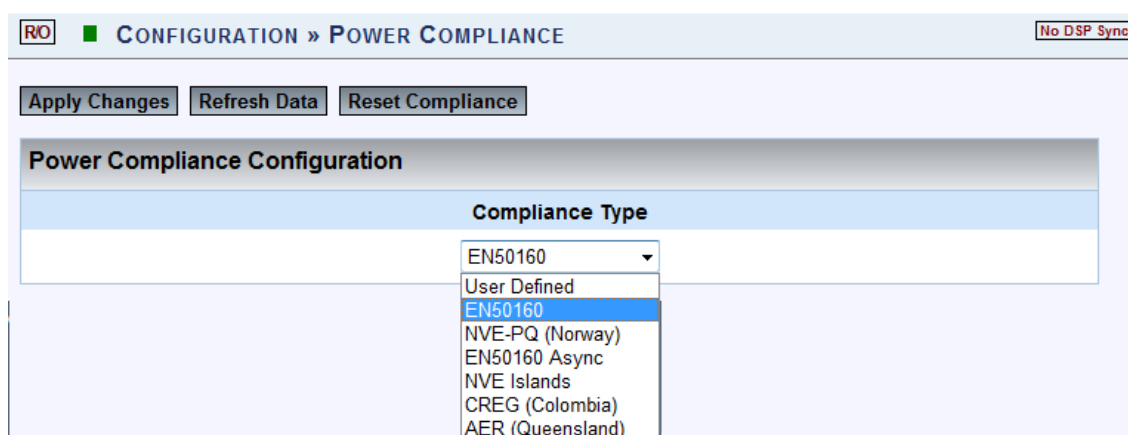 R/O CONFIGURATION » POWER COMPLIANCE No DSP Sync
Apply Changes Refresh Data Reset Compliance
Power Compliance Configuration
Compliance Type
EN50160
User Defined
EN50160
NVE-PQ (Norway)
EN50160 Async
NVE Islands
CREG (Colombia)
AER (Queensland)